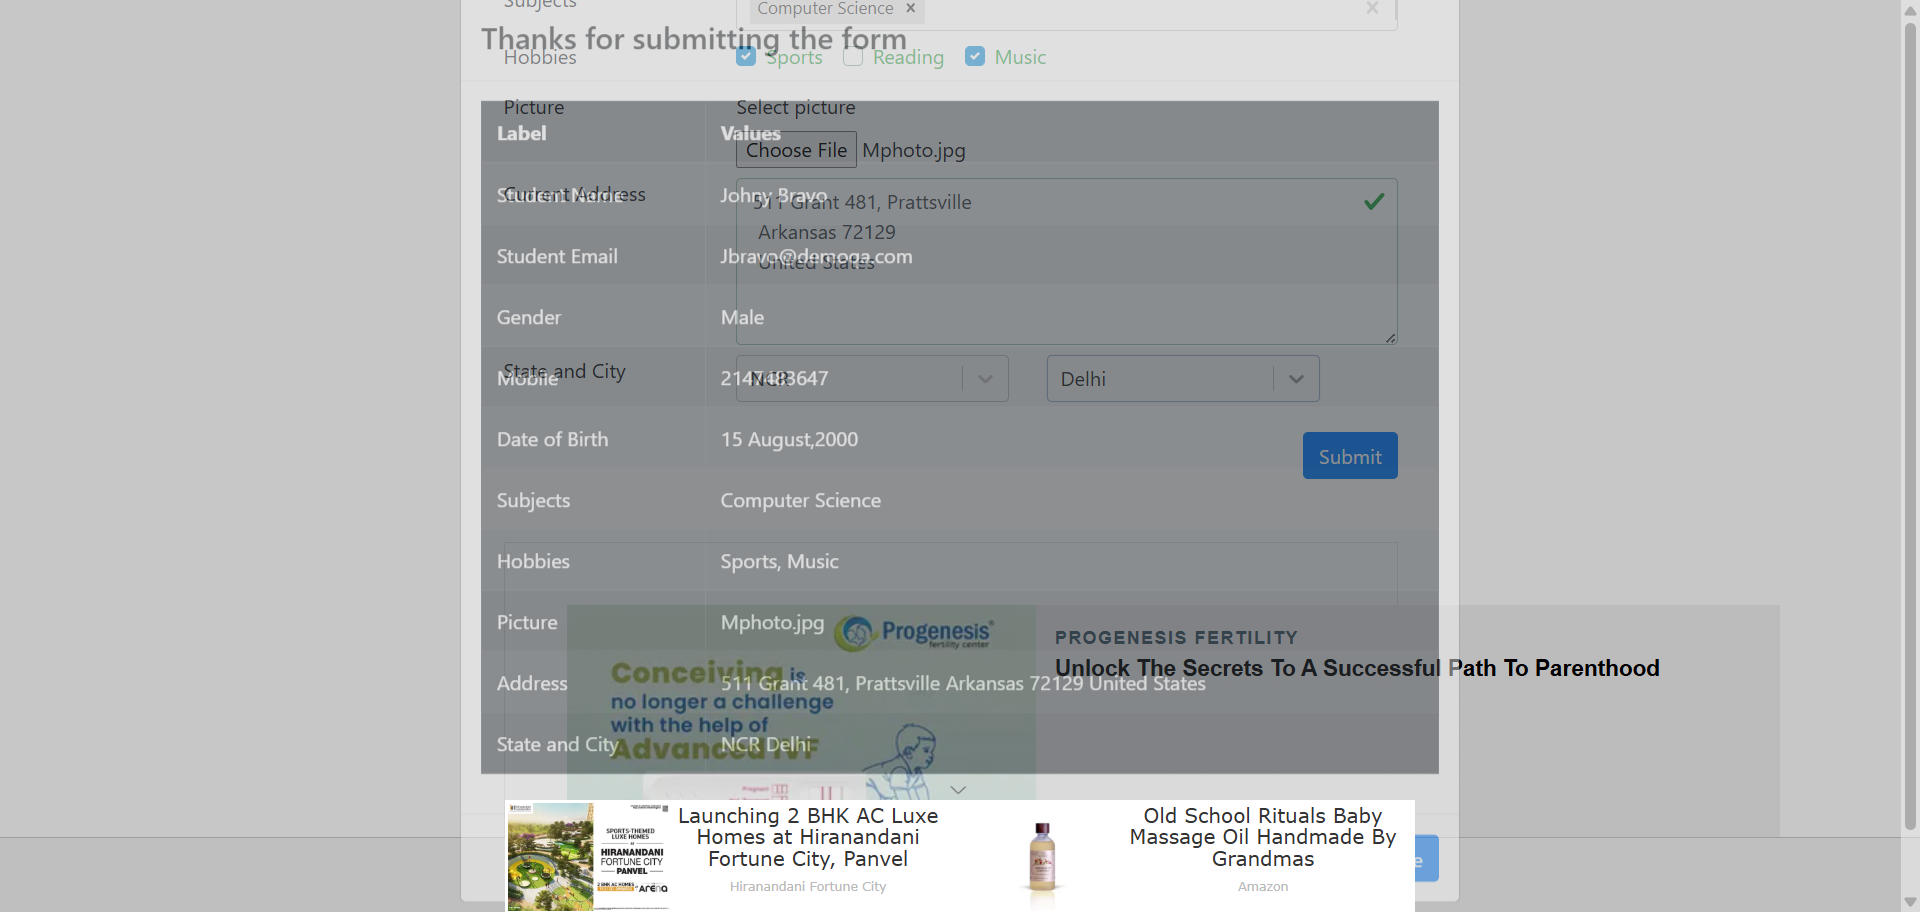 Subjects
Computer Science ×
Thanks for submitting the form
Hobbies
Sports
Reading
Music
Picture
Select picture
Label
Values
Choose File Mphoto.jpg
Current Address
Student Name
Johny Bravo
511 Grant 481, Prattsville
Arkansas 72129
United States
Student Email
Jbravo@demoqa.com
Gender
Male
State and City
Mobile
2147483647
NCR
Delhi
Date of Birth
15 August,2000
Submit
Subjects
Computer Science
Hobbies
Sports, Music
Picture
Mphoto.jpg
Progenesis®
fertility center
PROGENESIS FERTILITY
Unlock The Secrets To A Successful Path To Parenthood
Conceiving is
no longer a challenge
with the help of
Advanced IVF
Address
511 Grant 481, Prattsville Arkansas 72129 United States
State and City
NCR Delhi
Pregnant
SPORTS-THEMED
LUXE HOMES
HIRANANDANI
FORTUNE CITY
PANVEL
2 BHK AC HOMES
arena
Launching 2 BHK AC Luxe
Homes at Hiranandani
Fortune City, Panvel
Hiranandani Fortune City
Old School Rituals Baby
Massage Oil Handmade By
Grandmas
Amazon
e